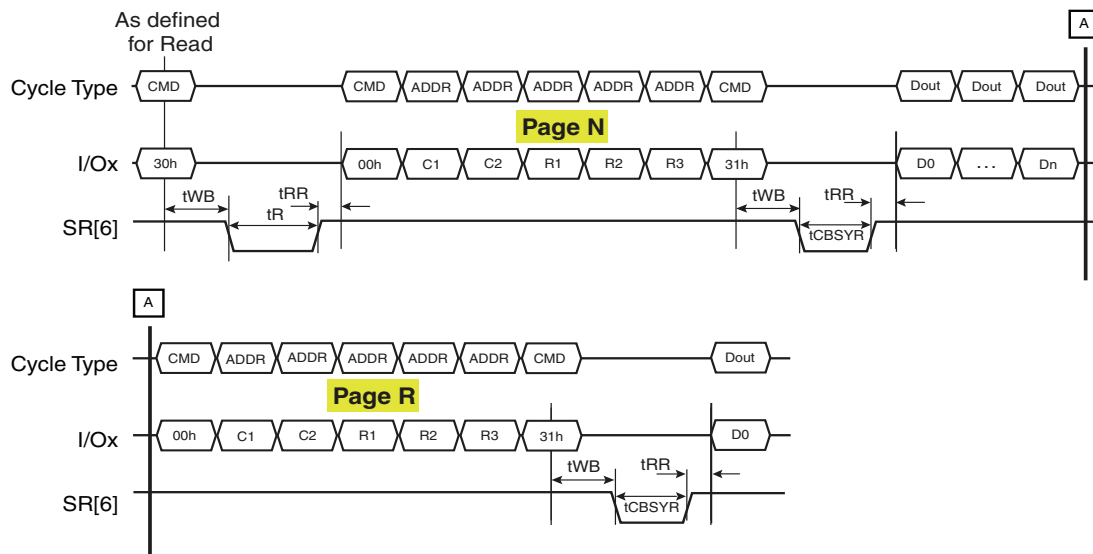 As defined
for Read
A
A
Cycle Type CMD CMD ADDR ADDR ADDR ADDR ADDR CMD Dout Dout Dout
Page N
I/Ox 30h 00h C1 C2 R1 R2 R3 31h D0 ... Dn
tWB tRR tWB tRR
tR tCBSYR
SR[6]
A
Cycle Type CMD ADDR ADDR ADDR ADDR ADDR CMD Dout
Page R
I/Ox 00h C1 C2 R1 R2 R3 31h D0
tWB tRR
SR[6] tCBSYR